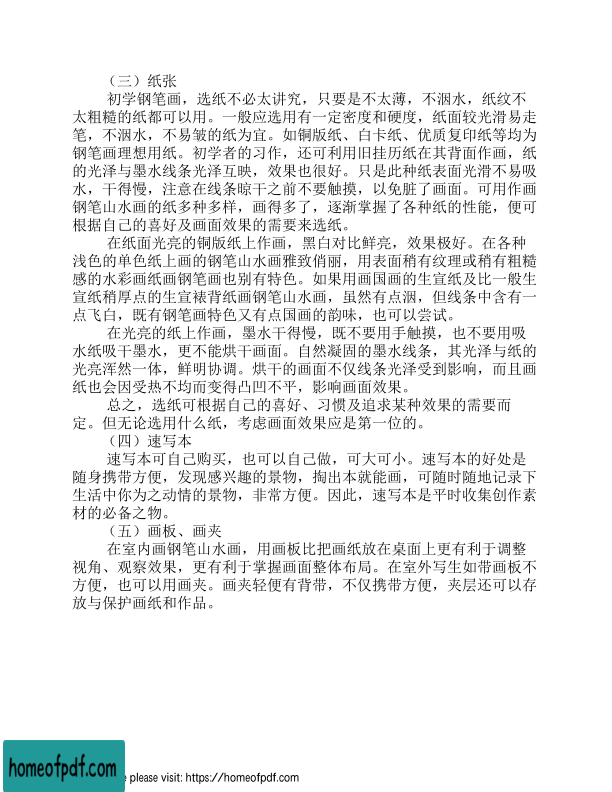 （三）纸张
初学钢笔画，选纸不必太讲究，只要是不太薄，不洇水，纸纹不
太粗糙的纸都可以用。一般应选用有一定密度和硬度，纸面较光滑易走
笔，不洇水，不易皱的纸为宜。如铜版纸、白卡纸、优质复印纸等均为
钢笔画理想用纸。初学者的习作，还可利用旧挂历纸在其背面作画，纸
的光泽与墨水线条光泽互映，效果也很好。只是此种纸表面光滑不易吸
水，干得慢，注意在线条晾干之前不要触摸，以免脏了画面。可用作画
钢笔山水画的纸多种多样，画得多了，逐渐掌握了各种纸的性能，便可
根据自己的喜好及画面效果的需要来选纸。
在纸面光亮的铜版纸上作画，黑白对比鲜亮，效果极好。在各种
浅色的单色纸上画的钢笔山水画雅致俏丽，用表面稍有纹理或稍有粗糙
感的水彩画纸画钢笔画也别有特色。如果用画国画的生宣纸及比一般生
宣纸稍厚点的生宣裱背纸画钢笔山水画，虽然有点洇，但线条中含有一
点飞白，既有钢笔画特色又有点国画的韵味，也可以尝试。
在光亮的纸上作画，墨水干得慢，既不要用手触摸，也不要用吸
水纸吸干墨水，更不能烘干画面。自然凝固的墨水线条，其光泽与纸的
光亮浑然一体，鲜明协调。烘干的画面不仅线条光泽受到影响，而且画
纸也会因受热不均而变得凸凹不平，影响画面效果。
总之，选纸可根据自己的喜好、习惯及追求某种效果的需要而
定。但无论选用什么纸，考虑画面效果应是第一位的。
（四）速写本
速写本可自己购买，也可以自己做，可大可小。速写本的好处是
随身携带方便，发现感兴趣的景物，掏出本就能画，可随时随地记录下
生活中你为之动情的景物，非常方便。因此，速写本是平时收集创作素
材的必备之物。
（五）画板、画夹
在室内画钢笔山水画，用画板比把画纸放在桌面上更有利于调整
视角、观察效果，更有利于掌握画面整体布局。在室外写生如带画板不
方便，也可以用画夹。画夹轻便有背带，不仅携带方便，夹层还可以存
放与保护画纸和作品。
homeofpdf.com
please visit: https://homeofpdf.com